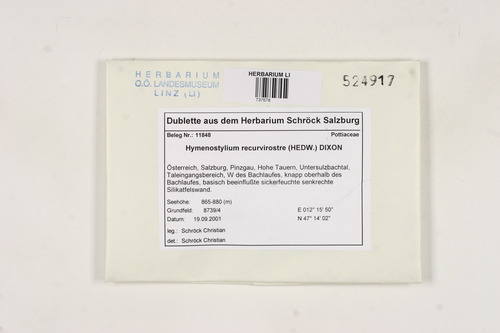 HERBARIUM
O.Ö. LANDESMUSEUM
LINZ (LI)
HERBARIUM LI
737678
524917
Dublette aus dem Herbarium Schröck Salzburg
Beleg Nr.: 11848 Pottiaceae
Hymenostylium recurvirostre (HEDW.) DIXON
Österreich, Salzburg, Pinzgau, Hohe Tauern, Untersulzbachtal,
Taleingangsbereich, W des Bachlaufes, knapp oberhalb des
Bachlaufes, basisch beeinflußte sickerfeuchte senkrechte
Silikatfelswand.
Seehöhe: 865-880 (m)
Grundfeld: 8739/4 E 012° 15' 50"
Datum: 19.09.2001 N 47° 14' 02"
leg.: Schröck Christian
det.: Schröck Christian